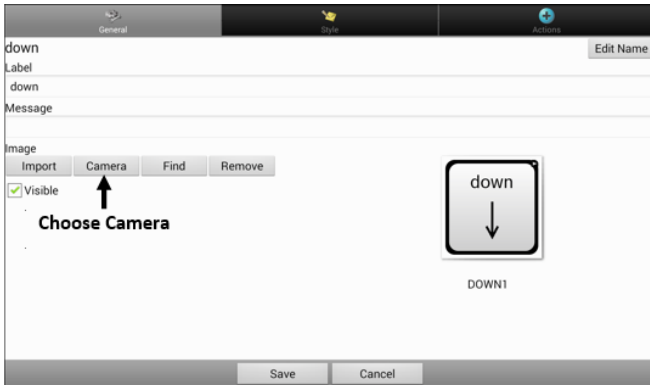 General Style Actions
down Edit Name
Label
down
Message
Image
Import Camera Find Remove
Visible
Choose Camera
down
DOWN1
Save Cancel